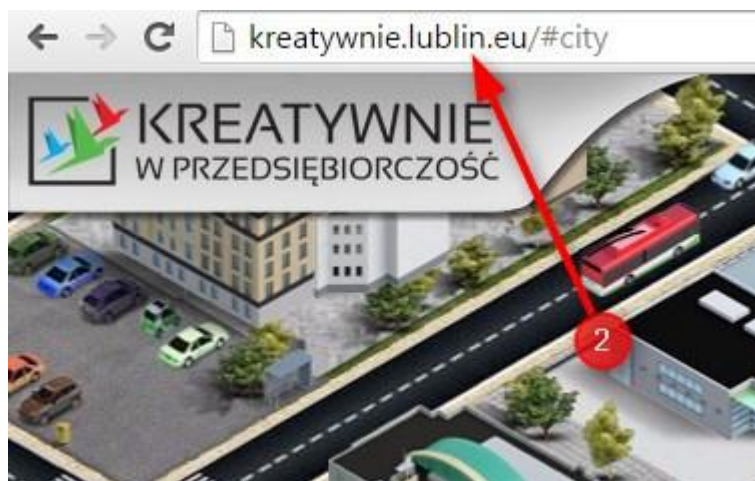 kreatywnie.lublin.eu/#city
KREATYWNIE
W PRZEDSIĘBIORCZOŚĆ
2